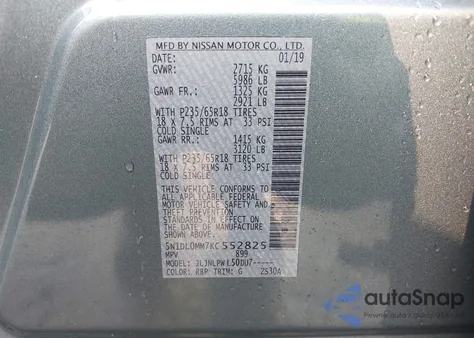 MFD BY NISSAN MOTOR CO., LTD.
DATE: 01/19
GVWR: 2715 KG
5986 LB
GAWR FR.: 1325 KG
2921 LB
WITH P235/65R18 TIRES
18 X 7.5 RIMS AT 33 PSI
COLD SINGLE
GAWR RR.: 1415 KG
3120 LB
WITH P235/65R18 TIRES
18 X 7.5 RIMS AT 33 PSI
COLD SINGLE
THIS VEHICLE CONFORMS TO
ALL APPLICABLE FEDERAL
MOTOR VEHICLE SAFETY
STANDARDS IN EFFECT ON
THE DATE OF MANUFACTURE
SHOWN ABOVE.
5N1DL0MM7KC552825
MPV 899
MODEL:
COLOR: RBP TRIM: G 2S30A
autoSnap
www.autosnap.com